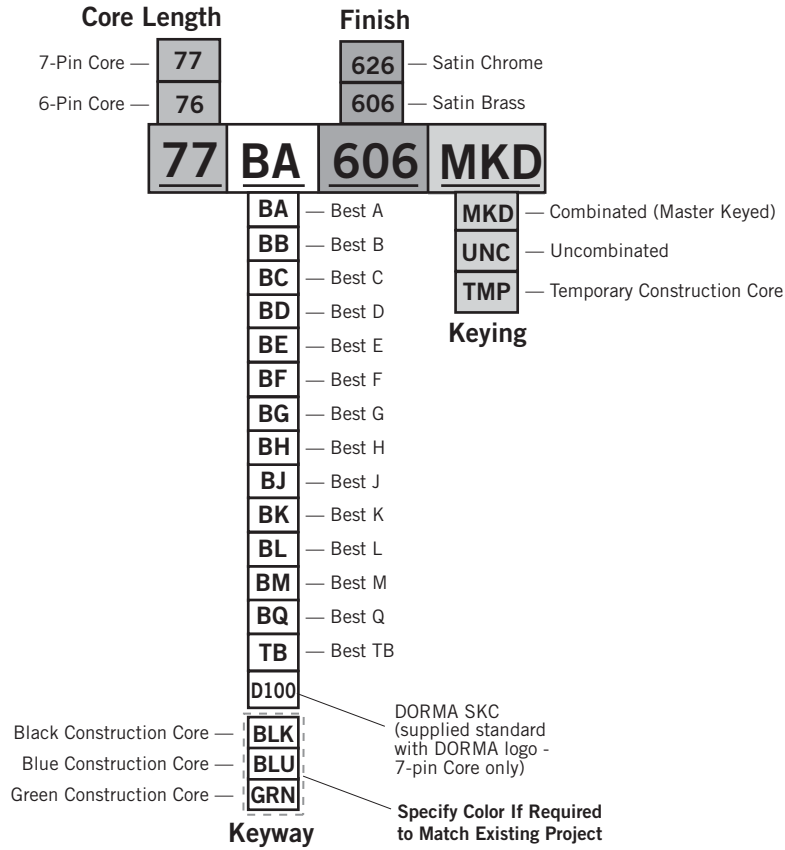 Core Length
Finish
7-Pin Core — 77
626 — Satin Chrome
6-Pin Core — 76
606 — Satin Brass
77 BA 606 MKD
BA — Best A
BB — Best B
BC — Best C
BD — Best D
BE — Best E
BF — Best F
BG — Best G
BH — Best H
BJ — Best J
BK — Best K
BL — Best L
BM — Best M
BQ — Best Q
TB — Best TB
D100
MKD — Combinated (Master Keyed)
UNC — Uncombinated
TMP — Temporary Construction Core
Keying
DORMA SKC
(supplied standard
with DORMA logo -
7-pin Core only)
Black Construction Core — BLK
Blue Construction Core — BLU
Green Construction Core — GRN
Specify Color If Required
to Match Existing Project
Keyway